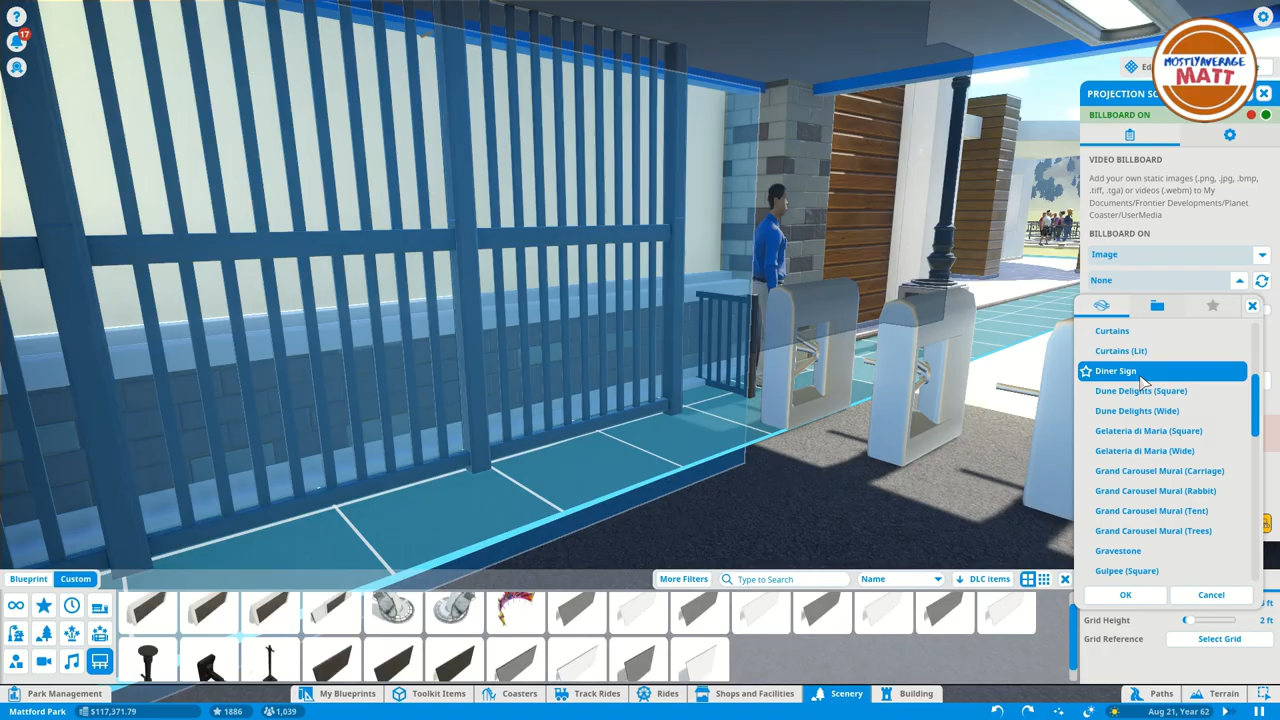 17
MOSTLYAVERAGE
MATT
PROJECTION SC
BILLBOARD ON
VIDEO BILLBOARD
Add your own static images (.png, .jpg, .bmp,
.tiff, .tga) or videos (.webm) to My
Documents/Frontier Developments/Planet
Coaster/UserMedia
BILLBOARD ON
Image
None
Curtains
Curtains (Lit)
Diner Sign
Dune Delights (Square)
Dune Delights (Wide)
Gelateria di Maria (Square)
Gelateria di Maria (Wide)
Grand Carousel Mural (Carriage)
Grand Carousel Mural (Rabbit)
Grand Carousel Mural (Tent)
Grand Carousel Mural (Trees)
Gravestone
Gulpee (Square)
OK Cancel
Grid Height 2 ft
Grid Reference Select Grid
Blueprint Custom More Filters Type to Search Name DLC items
Park Management My Blueprints Toolkit Items Coasters Track Rides Rides Shops and Facilities Scenery Building Paths Terrain
Mattford Park $117,371.79 1886 1,039 Aug 21, Year 62